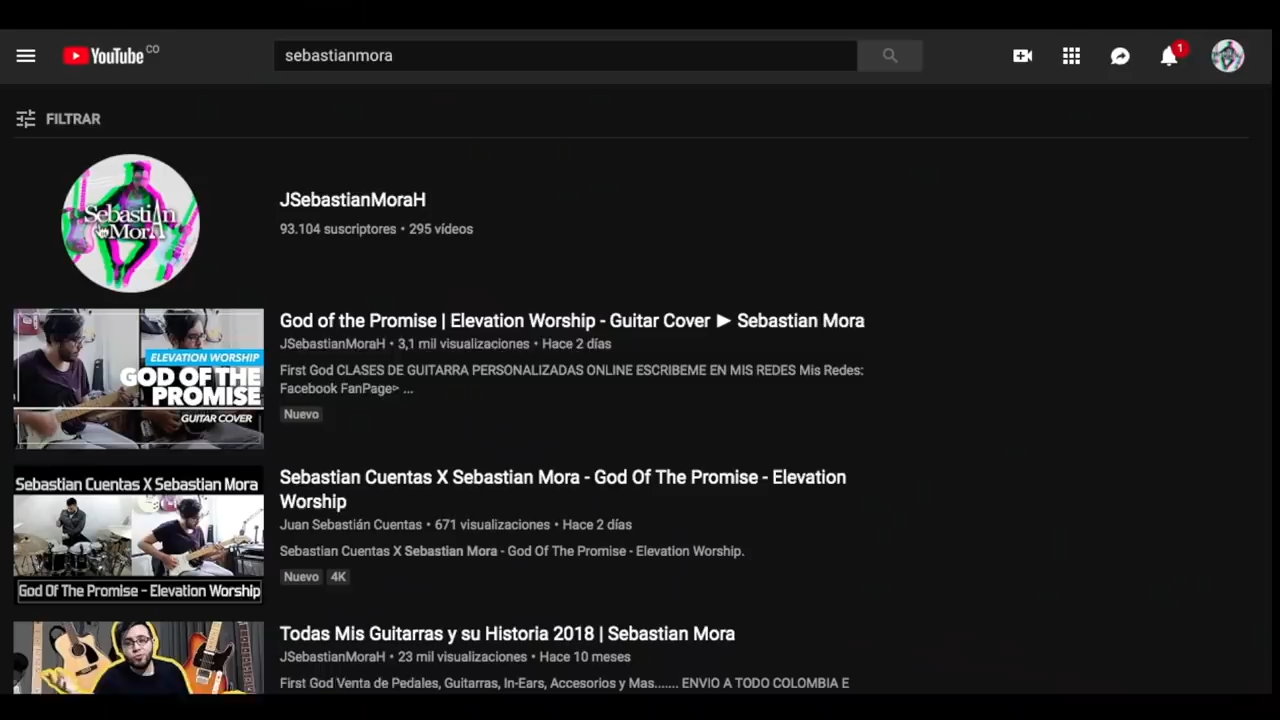 YouTube CO
sebastianmora
1
FILTRAR
Sebastian
Mora
JSebastianMoraH
93.104 suscriptores • 295 vídeos
ELEVATION WORSHIP
GOD OF THE
PROMISE
GUITAR COVER
God of the Promise | Elevation Worship - Guitar Cover ► Sebastian Mora
JSebastianMoraH • 3,1 mil visualizaciones • Hace 2 días
First God CLASES DE GUITARRA PERSONALIZADAS ONLINE ESCRIBEME EN MIS REDES Mis Redes:
Facebook FanPage▻ ...
Nuevo
Sebastian Cuentas X Sebastian Mora
God Of The Promise - Elevation Worship
Sebastian Cuentas X Sebastian Mora - God Of The Promise - Elevation
Worship
Juan Sebastián Cuentas • 671 visualizaciones • Hace 2 días
Sebastian Cuentas X Sebastian Mora - God Of The Promise - Elevation Worship.
Nuevo 4K
Todas Mis Guitarras y su Historia 2018 | Sebastian Mora
JSebastianMoraH • 23 mil visualizaciones • Hace 10 meses
First God Venta de Pedales, Guitarras, In-Ears, Accesorios y Mas....... ENVIO A TODO COLOMBIA E